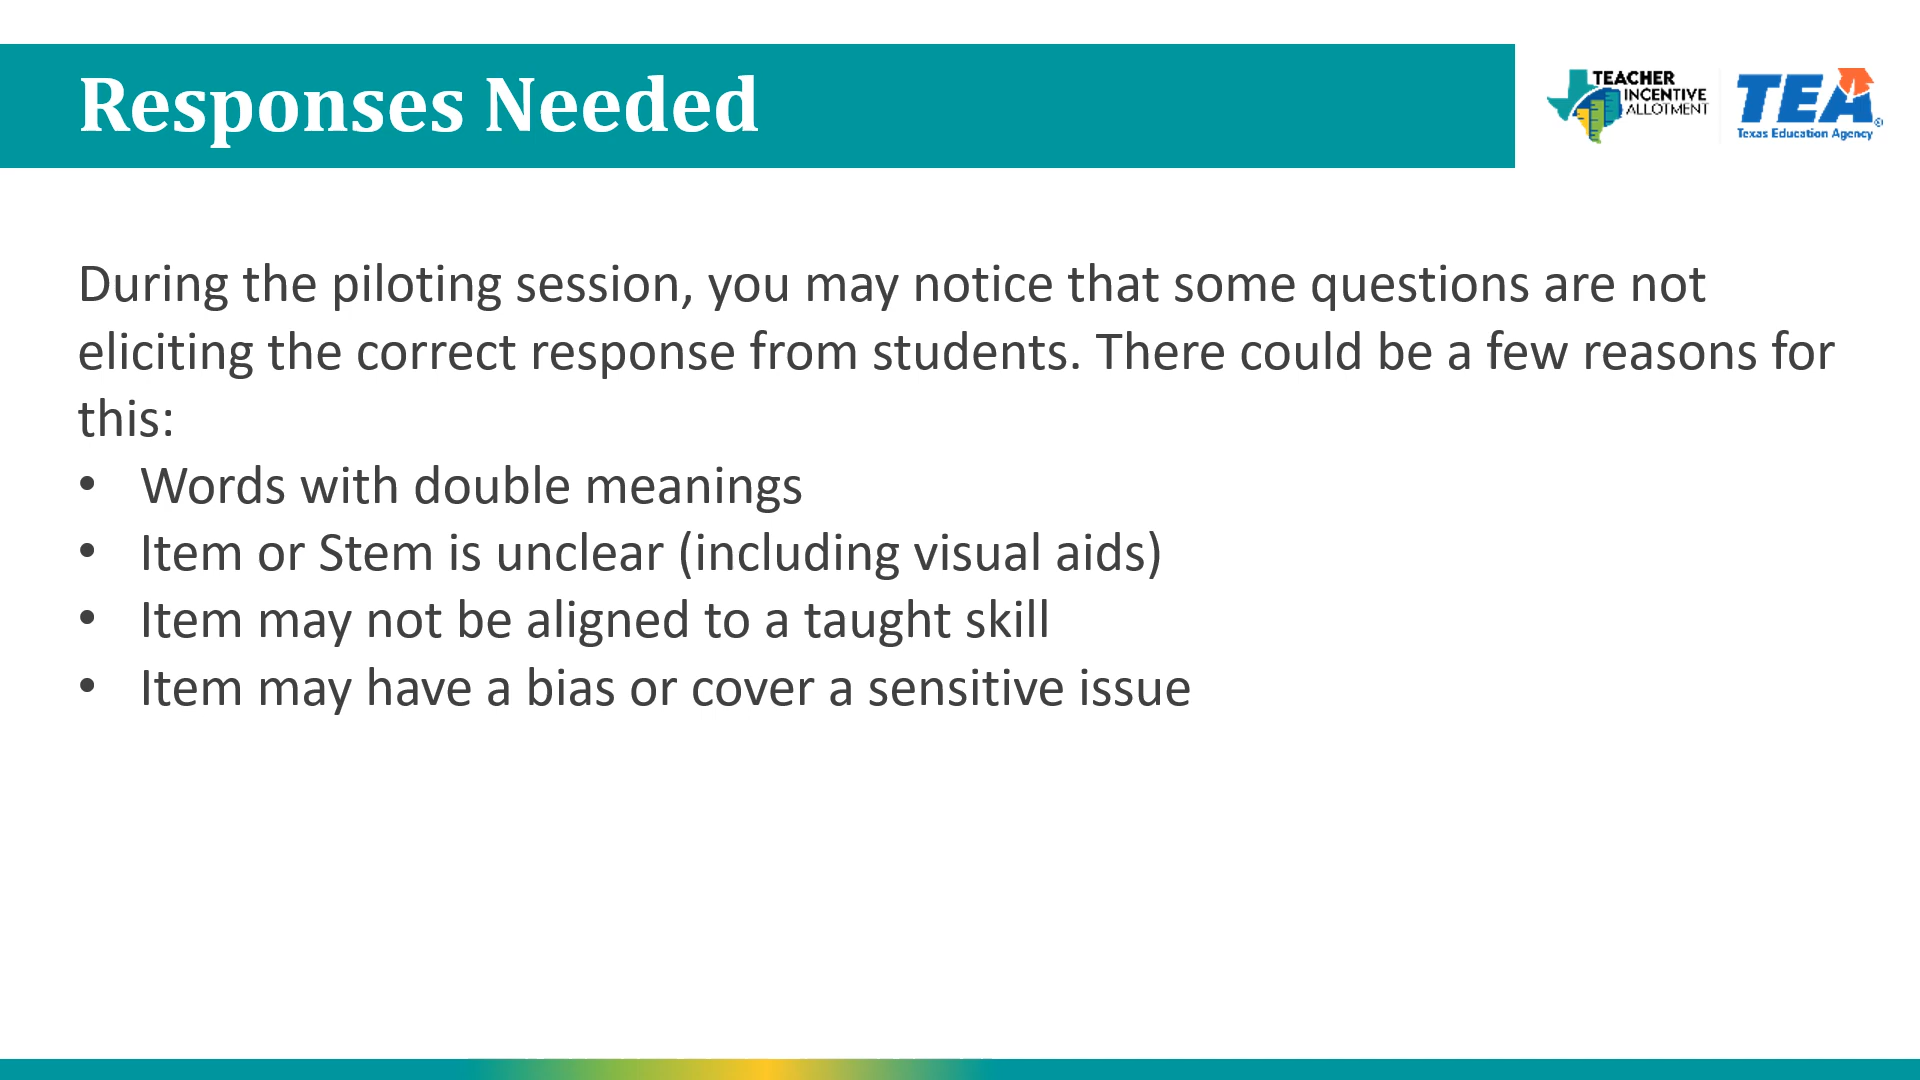 Responses Needed
TEACHER
INCENTIVE
ALLOTMENT
TEA®
Texas Education Agency
During the piloting session, you may notice that some questions are not
eliciting the correct response from students. There could be a few reasons for
this:
• Words with double meanings
• Item or Stem is unclear (including visual aids)
• Item may not be aligned to a taught skill
• Item may have a bias or cover a sensitive issue